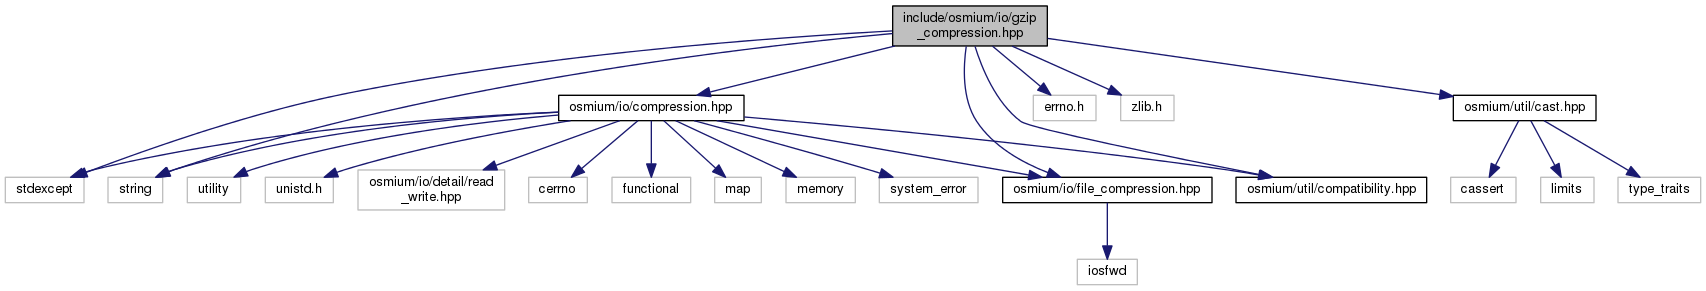 include/osmium/io/gzip
_compression.hpp
osmium/io/compression.hpp
errno.h
zlib.h
osmium/util/cast.hpp
stdexcept
string
utility
unistd.h
osmium/io/detail/read
_write.hpp
cerrno
functional
map
memory
system_error
osmium/io/file_compression.hpp
osmium/util/compatibility.hpp
cassert
limits
type_traits
iosfwd